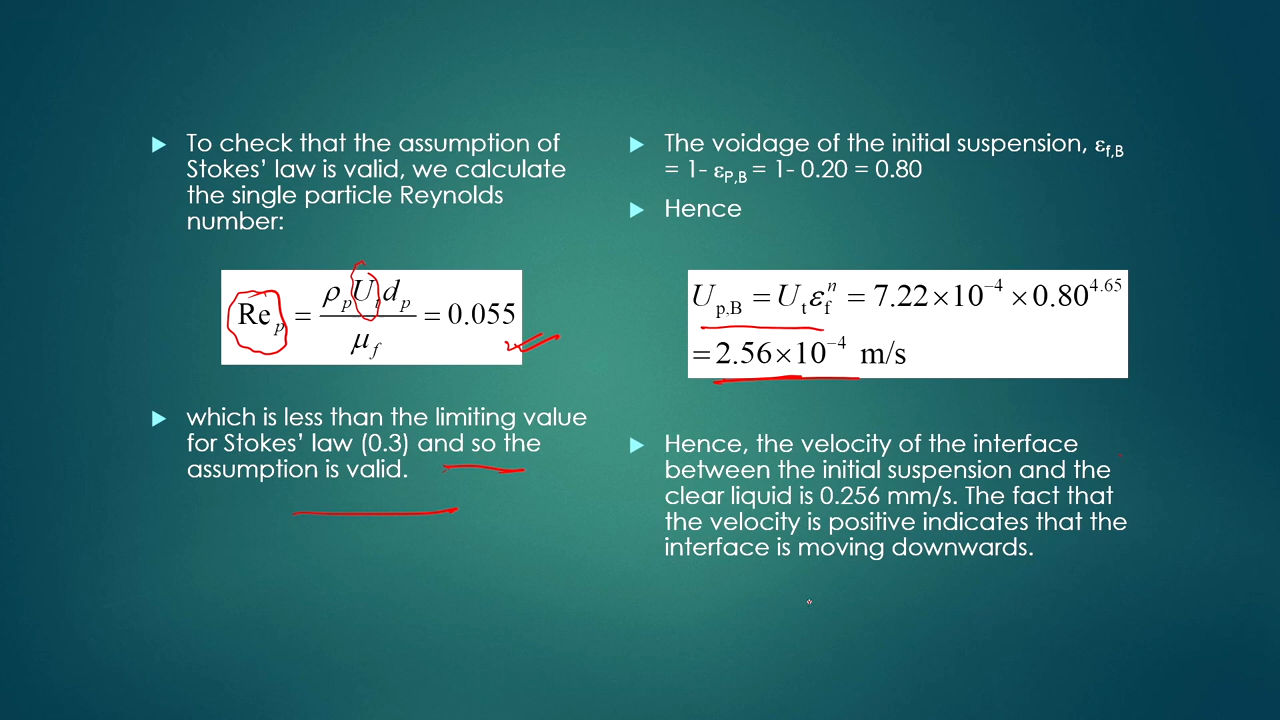 To check that the assumption of
Stokes’ law is valid, we calculate
the single particle Reynolds
number:
Re_p = ρ_p U_t d_p / μ_f = 0.055
which is less than the limiting value
for Stokes’ law (0.3) and so the
assumption is valid.
The voidage of the initial suspension, ε_f,B
= 1- ε_P,B = 1- 0.20 = 0.80
Hence
U_p,B = U_t ε_f^n = 7.22×10^−4 ×0.80^4.65
= 2.56×10^−4 m/s
Hence, the velocity of the interface
between the initial suspension and the
clear liquid is 0.256 mm/s. The fact that
the velocity is positive indicates that the
interface is moving downwards.